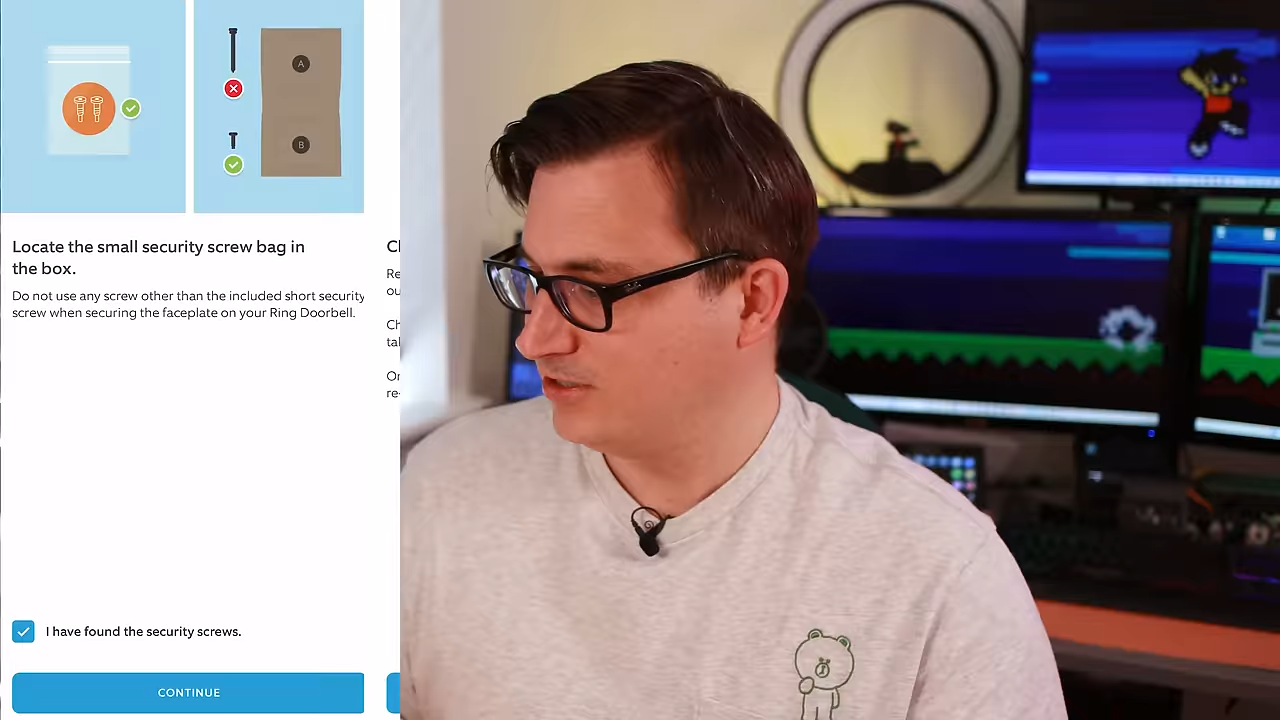 A
B
Locate the small security screw bag in
the box.
Do not use any screw other than the included short security
screw when securing the faceplate on your Ring Doorbell.
I have found the security screws.
CONTINUE